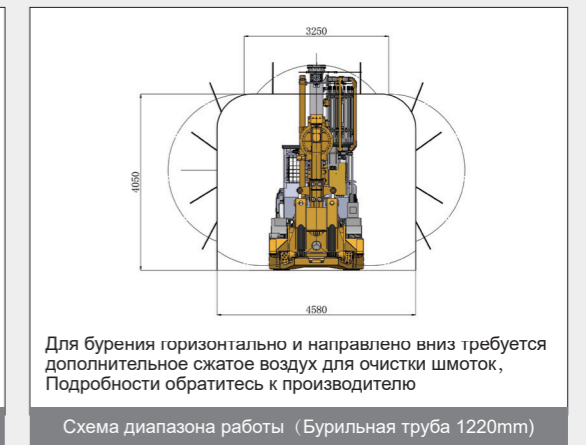 3250
4050
4580
Для бурения горизонтально и направлено вниз требуется
дополнительное сжатое воздух для очистки шмоток，
Подробности обратитесь к производителю
Схема диапазона работы（Бурильная труба 1220mm)